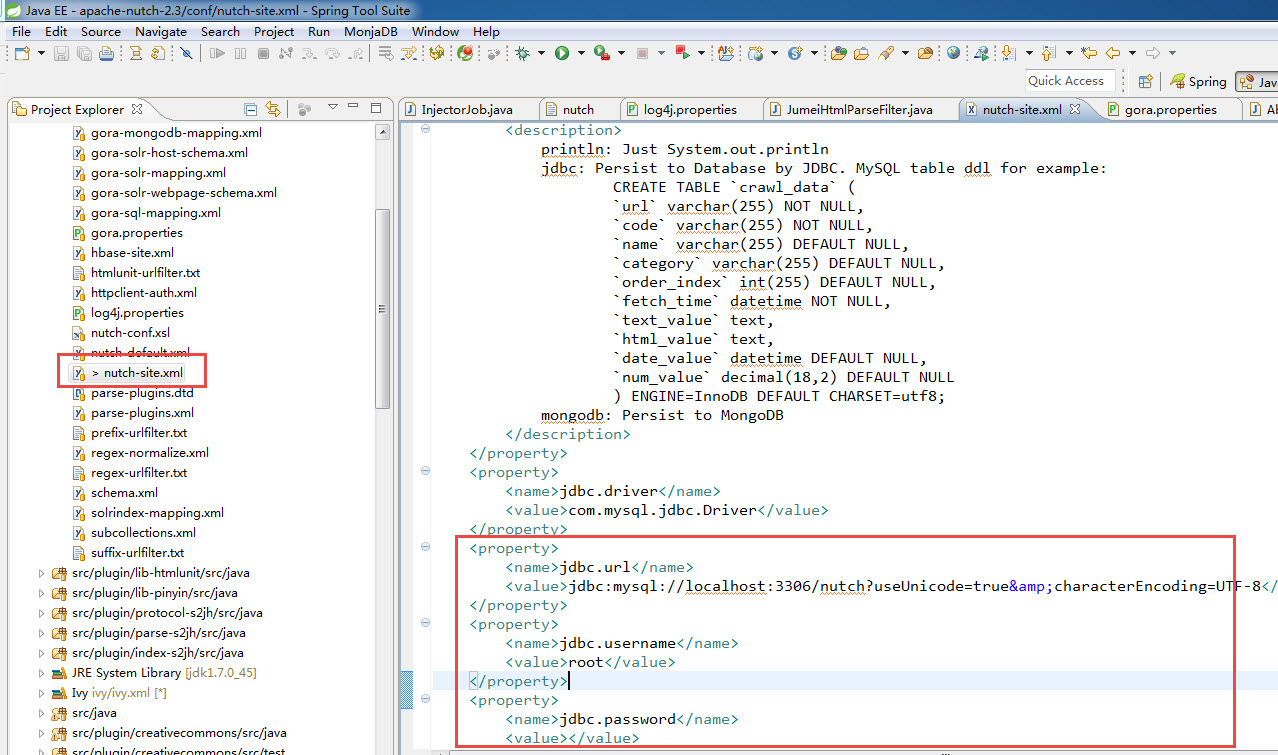 Java EE - apache-nutch-2.3/conf/nutch-site.xml - Spring Tool Suite
File Edit Source Navigate Search Project Run MonjaDB Window Help
Quick Access
Spring
Jav
Project Explorer
gora-mongodb-mapping.xml
gora-solr-host-schema.xml
gora-solr-mapping.xml
gora-solr-webpage-schema.xml
gora-sql-mapping.xml
gora.properties
hbase-site.xml
htmlunit-urlfilter.txt
httpclient-auth.xml
log4j.properties
nutch-conf.xsl
nutch-default.xml
> nutch-site.xml
parse-plugins.dtd
parse-plugins.xml
prefix-urlfilter.txt
regex-normalize.xml
regex-urlfilter.txt
schema.xml
solrindex-mapping.xml
subcollections.xml
suffix-urlfilter.txt
src/plugin/lib-htmlunit/src/java
src/plugin/lib-pinyin/src/java
src/plugin/protocol-s2jh/src/java
src/plugin/parse-s2jh/src/java
src/plugin/index-s2jh/src/java
JRE System Library [jdk1.7.0_45]
Ivy ivy/ivy.xml [*]
src/java
src/plugin/creativecommons/src/java
src/plugin/creativecommons/src/test
InjectorJob.java nutch log4j.properties JumeiHtmlParseFilter.java nutch-site.xml gora.properties Al
<description>
println: Just System.out.println
jdbc: Persist to Database by JDBC. MySQL table ddl for example:
CREATE TABLE `crawl_data` (
`url` varchar(255) NOT NULL,
`code` varchar(255) NOT NULL,
`name` varchar(255) DEFAULT NULL,
`category` varchar(255) DEFAULT NULL,
`order_index` int(255) DEFAULT NULL,
`fetch_time` datetime NOT NULL,
`text_value` text,
`html_value` text,
`date_value` datetime DEFAULT NULL,
`num_value` decimal(18,2) DEFAULT NULL
) ENGINE=InnoDB DEFAULT CHARSET=utf8;
mongodb: Persist to MongoDB
</description>
</property>
<property>
<name>jdbc.driver</name>
<value>com.mysql.jdbc.Driver</value>
</property>
<property>
<name>jdbc.url</name>
<value>jdbc:mysql://localhost:3306/nutch?useUnicode=true&amp;characterEncoding=UTF-8</
</property>
<property>
<name>jdbc.username</name>
<value>root</value>
</property>
<property>
<name>jdbc.password</name>
<value></value>